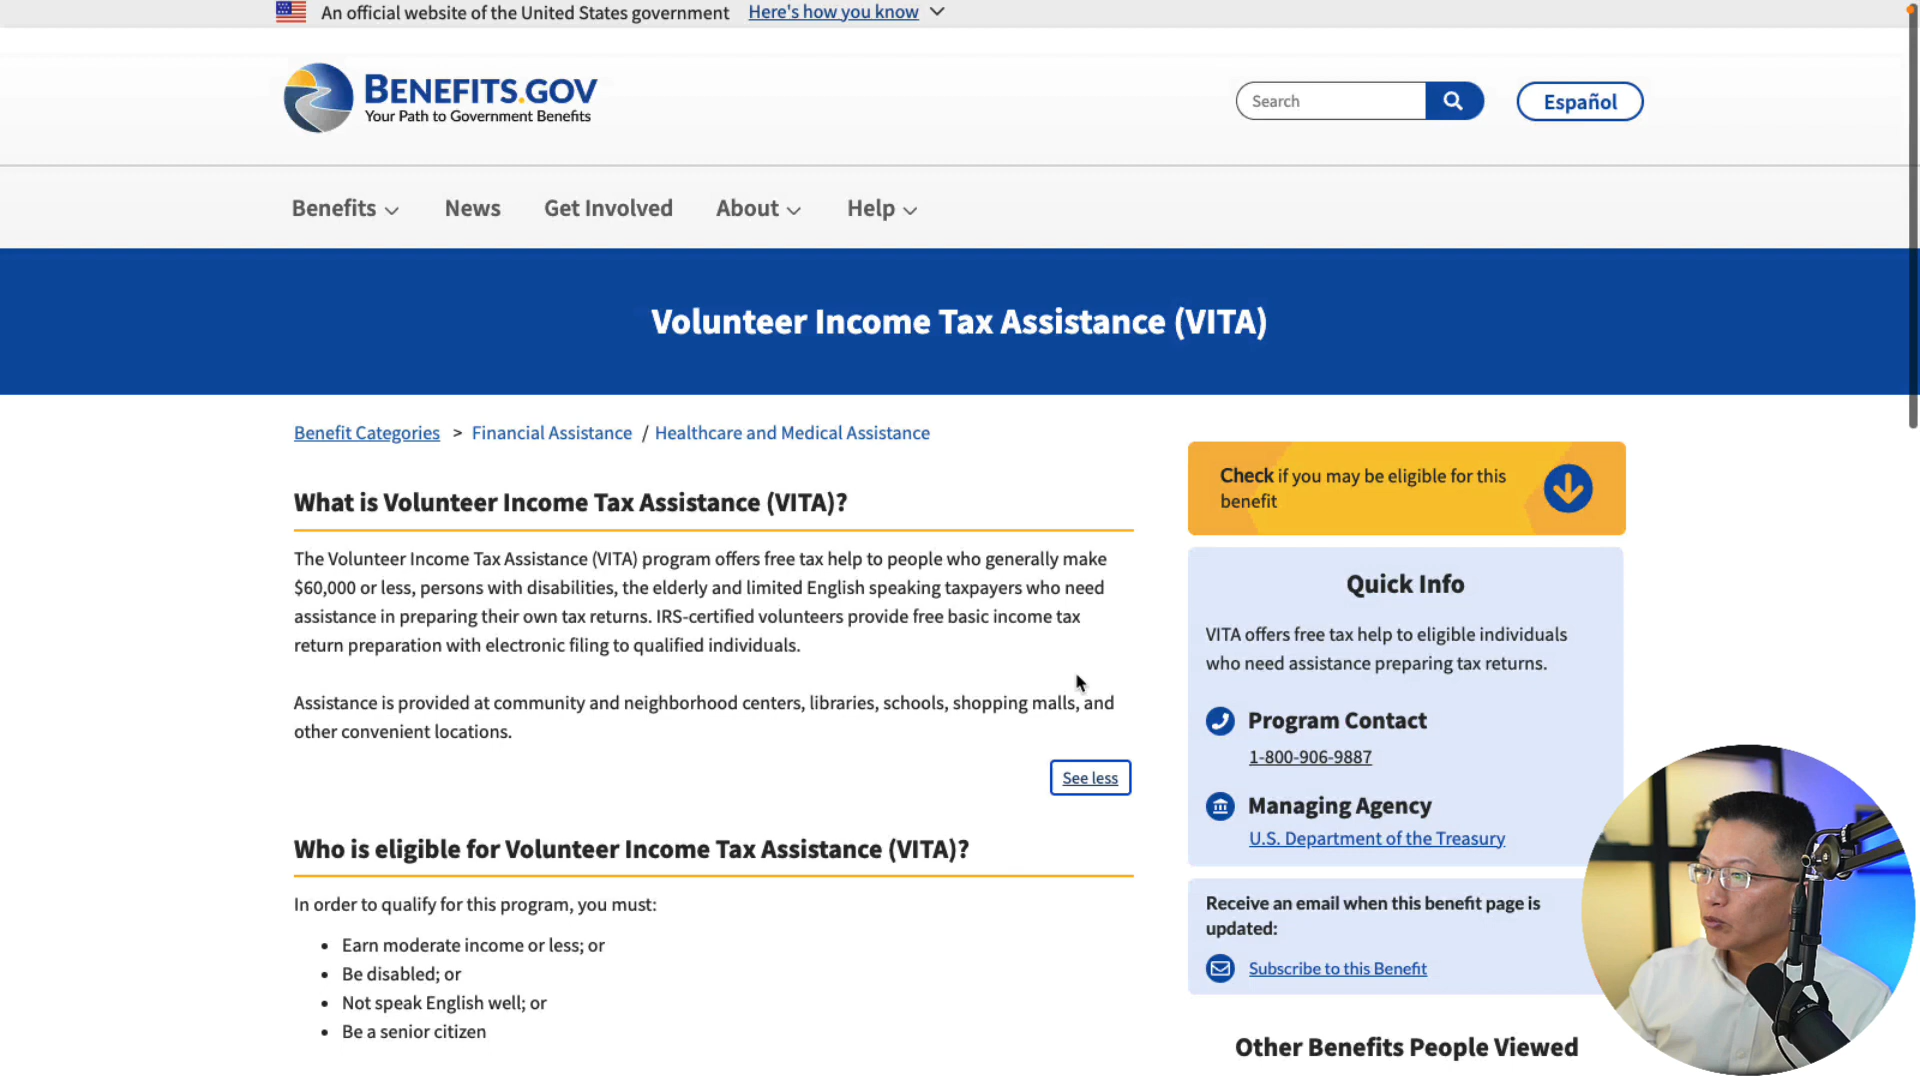 An official website of the United States government Here's how you know
BENEFITS.GOV
Your Path to Government Benefits
Search
Español
Benefits News Get Involved About Help
Volunteer Income Tax Assistance (VITA)
Benefit Categories > Financial Assistance / Healthcare and Medical Assistance
What is Volunteer Income Tax Assistance (VITA)?
The Volunteer Income Tax Assistance (VITA) program offers free tax help to people who generally make
$60,000 or less, persons with disabilities, the elderly and limited English speaking taxpayers who need
assistance in preparing their own tax returns. IRS-certified volunteers provide free basic income tax
return preparation with electronic filing to qualified individuals.
Assistance is provided at community and neighborhood centers, libraries, schools, shopping malls, and
other convenient locations.
See less
Who is eligible for Volunteer Income Tax Assistance (VITA)?
In order to qualify for this program, you must:
• Earn moderate income or less; or
• Be disabled; or
• Not speak English well; or
• Be a senior citizen
Check if you may be eligible for this
benefit
Quick Info
VITA offers free tax help to eligible individuals
who need assistance preparing tax returns.
Program Contact
1-800-906-9887
Managing Agency
U.S. Department of the Treasury
Receive an email when this benefit page is
updated:
Subscribe to this Benefit
Other Benefits People Viewed